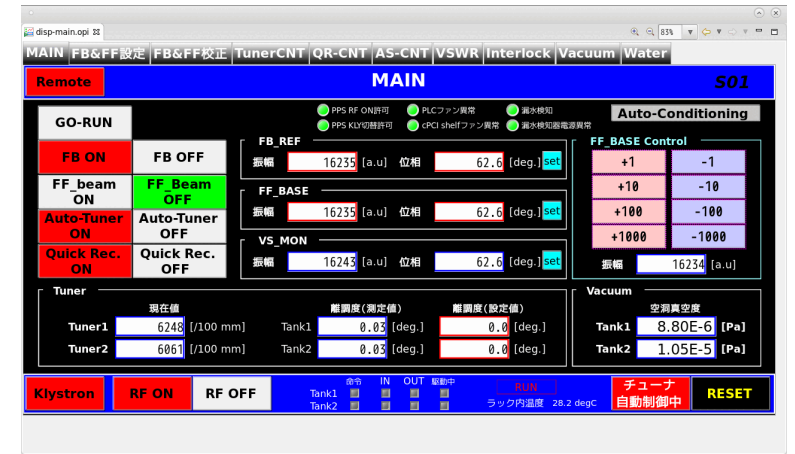 disp-main.opi
83%
MAIN FB&FF設定 FB&FF校正 TunerCNT QR-CNT AS-CNT VSWR Interlock Vacuum Water
Remote MAIN S01
GO-RUN
PPS RF ON許可 PLCファン異常 漏水検知
PPS KLY切替許可 cPCI shelfファン異常 漏水検知器電源異常
Auto-Conditioning
FB ON FB OFF
FF_beam ON
FF_Beam OFF
Auto-Tuner ON
Auto-Tuner OFF
Quick Rec. ON
Quick Rec. OFF
FB_REF
振幅 16235 [a.u] 位相 62.6 [deg.] set
FF_BASE
振幅 16235 [a.u] 位相 62.6 [deg.] set
VS_MON
振幅 16243 [a.u] 位相 62.6 [deg.] set
FF_BASE Control
+1 -1
+10 -10
+100 -100
+1000 -1000
振幅 16234 [a.u]
Tuner
現在値 離調度(測定値) 離調度(設定値)
Tuner1 6248 [/100 mm] Tank1 0.03 [deg.] 0.0 [deg.]
Tuner2 6061 [/100 mm] Tank2 0.03 [deg.] 0.0 [deg.]
Vacuum
空洞真空度
Tank1 8.80E-6 [Pa]
Tank2 1.05E-5 [Pa]
Klystron RF ON RF OFF
命令 IN OUT 駆動中
Tank1
Tank2
RUN
ラック内温度 28.2 degC
チューナ
自動制御中
RESET